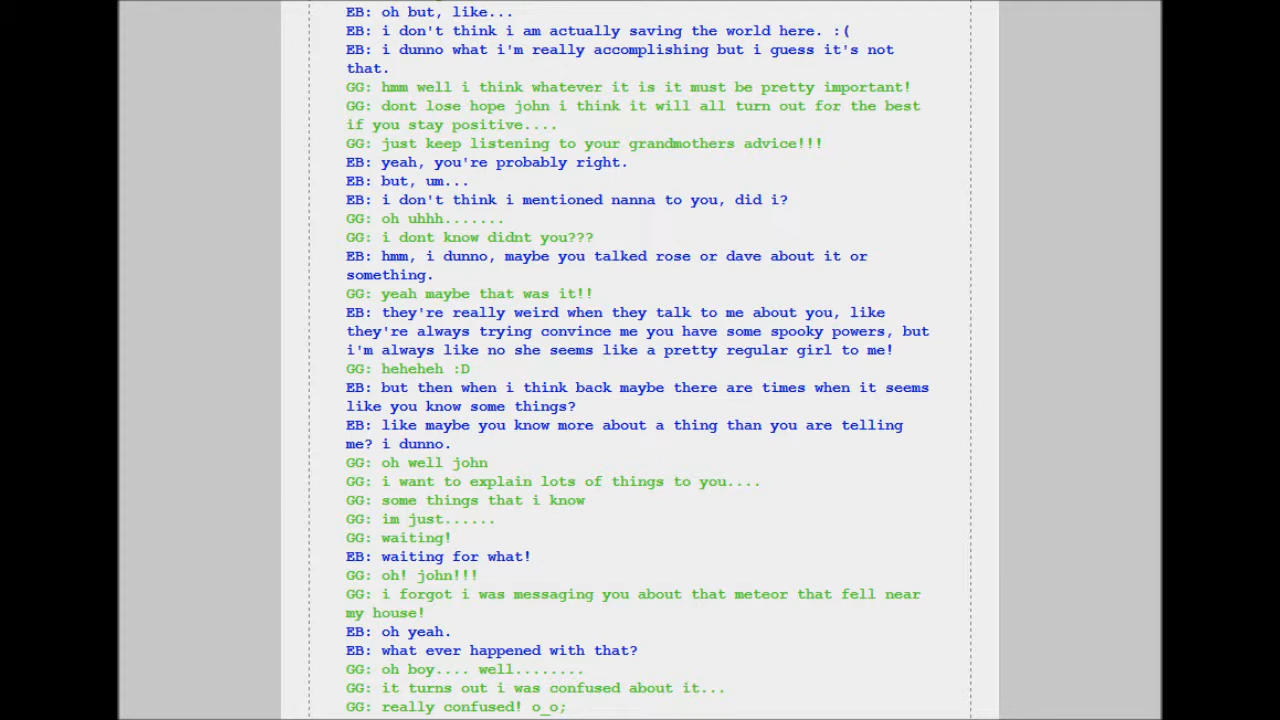 EB: oh but, like...
EB: i don't think i am actually saving the world here. :(
EB: i dunno what i'm really accomplishing but i guess it's not
that.
GG: hmm well i think whatever it is it must be pretty important!
GG: dont lose hope john i think it will all turn out for the best
if you stay positive....
GG: just keep listening to your grandmothers advice!!!
EB: yeah, you're probably right.
EB: but, um...
EB: i don't think i mentioned nanna to you, did i?
GG: oh uhhh.......
GG: i dont know didnt you???
EB: hmm, i dunno, maybe you talked rose or dave about it or
something.
GG: yeah maybe that was it!!
EB: they're really weird when they talk to me about you, like
they're always trying convince me you have some spooky powers, but
i'm always like no she seems like a pretty regular girl to me!
GG: heheheh :D
EB: but then when i think back maybe there are times when it seems
like you know some things?
EB: like maybe you know more about a thing than you are telling
me? i dunno.
GG: oh well john
GG: i want to explain lots of things to you....
GG: some things that i know
GG: im just......
GG: waiting!
EB: waiting for what!
GG: oh! john!!!
GG: i forgot i was messaging you about that meteor that fell near
my house!
EB: oh yeah.
EB: what ever happened with that?
GG: oh boy.... well........
GG: it turns out i was confused about it...
GG: really confused! o_o;